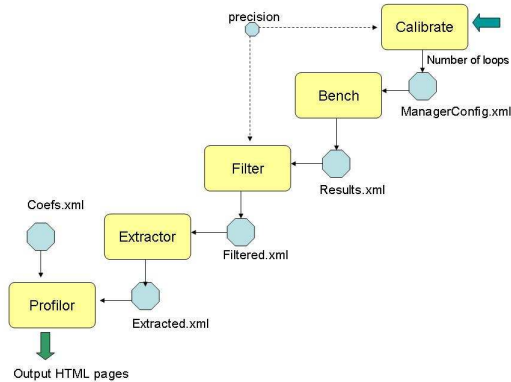 precision
Calibrate
Number of loops
Bench
ManagerConfig.xml
Filter
Results.xml
Coefs.xml
Extractor
Filtered.xml
Profilor
Extracted.xml
Output HTML pages